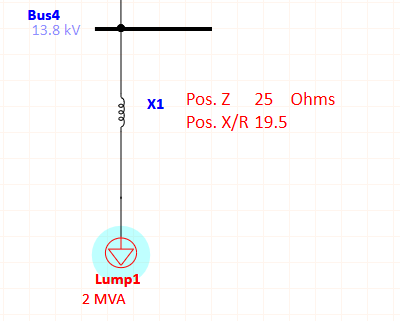 Bus4
13.8 kV
X1
Pos. Z 25 Ohms
Pos. X/R 19.5
Lump1
2 MVA